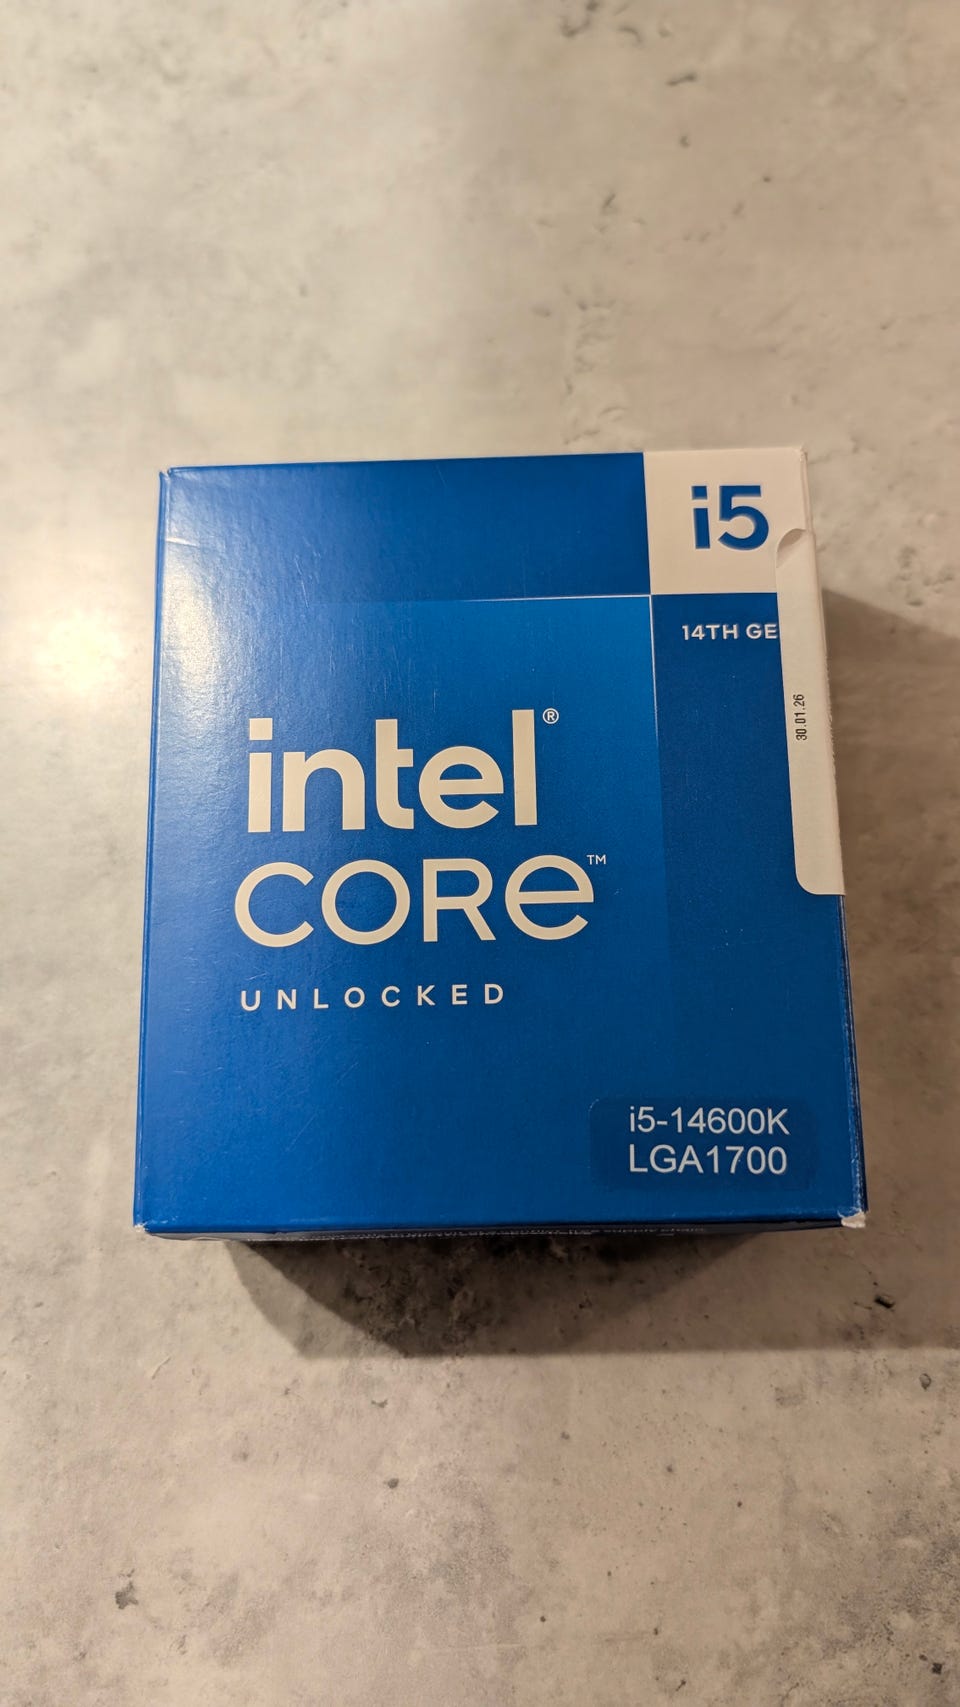 i5
14TH GE
30.01.26
intel®
CORe™
UNLOCKED
i5-14600K
LGA1700